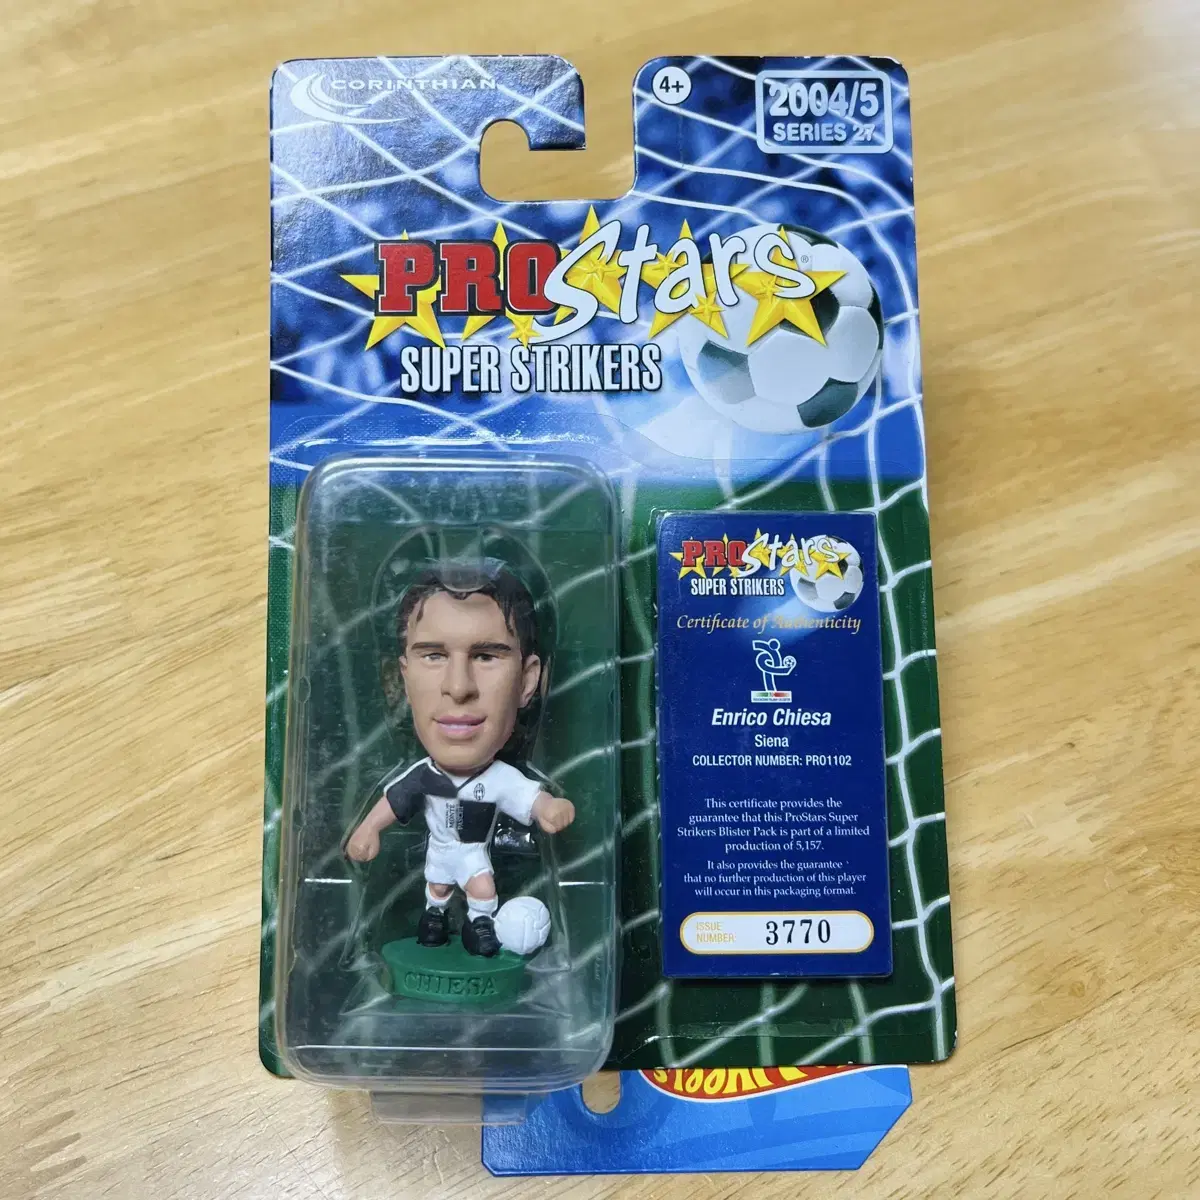 CORINTHIAN
4+
2004/5
SERIES 27
PRO Stars®
SUPER STRIKERS
PRO Stars
SUPER STRIKERS
Certificate of Authenticity
Enrico Chiesa
Siena
COLLECTOR NUMBER: PRO1102
This certificate provides the
guarantee that this ProStars Super
Strikers Blister Pack is part of a limited
production of 5,157.
It also provides the guarantee
that no further production of this player
will occur in this packaging format.
ISSUE
NUMBER:
3770
MONTE
CHIESA